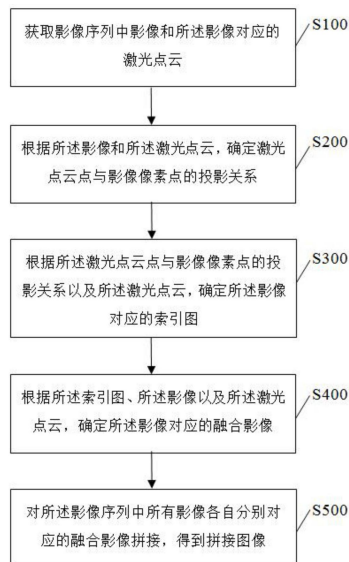 获取影像序列中影像和所述影像对应的
激光点云
S100
根据所述影像和所述激光点云，确定激光
点云点与影像像素点的投影关系
S200
根据所述激光点云点与影像像素点的投
影关系以及所述激光点云，确定所述影像
对应的索引图
S300
根据所述索引图、所述影像以及所述激光
点云，确定所述影像对应的融合影像
S400
对所述影像序列中所有影像各自分别对
应的融合影像拼接，得到拼接图像
S500